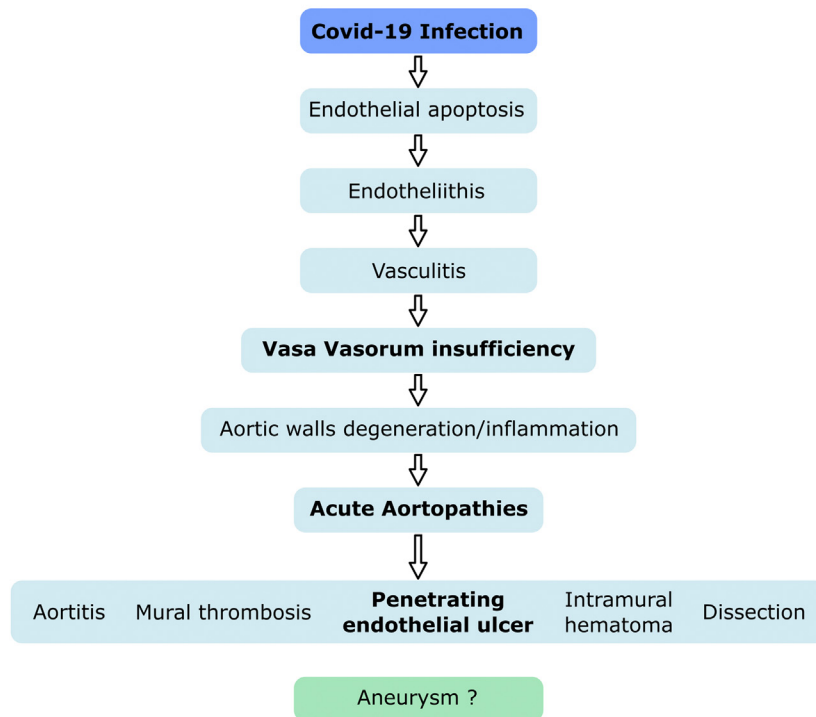 Covid-19 Infection
Endothelial apoptosis
Endotheliithis
Vasculitis
Vasa Vasorum insufficiency
Aortic walls degeneration/inflammation
Acute Aortopathies
Aortitis
Mural thrombosis
Penetrating
endothelial ulcer
Intramural
hematoma
Dissection
Aneurysm ?